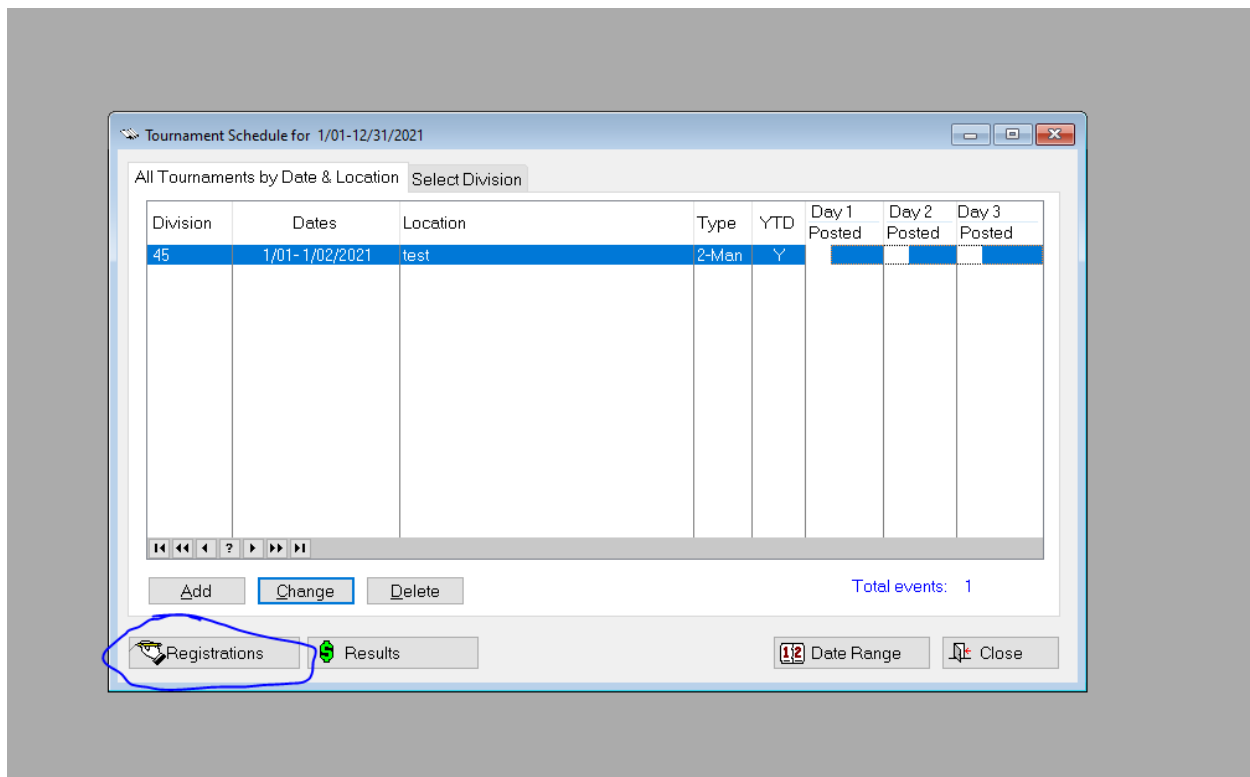 Tournament Schedule for 1/01-12/31/2021
All Tournaments by Date & Location Select Division
Division Dates Location Type YTD Day 1 Posted Day 2 Posted Day 3 Posted
45 1/01- 1/02/2021 test 2-Man Y
?
Add Change Delete Total events: 1
Registrations $ Results 12 Date Range Close